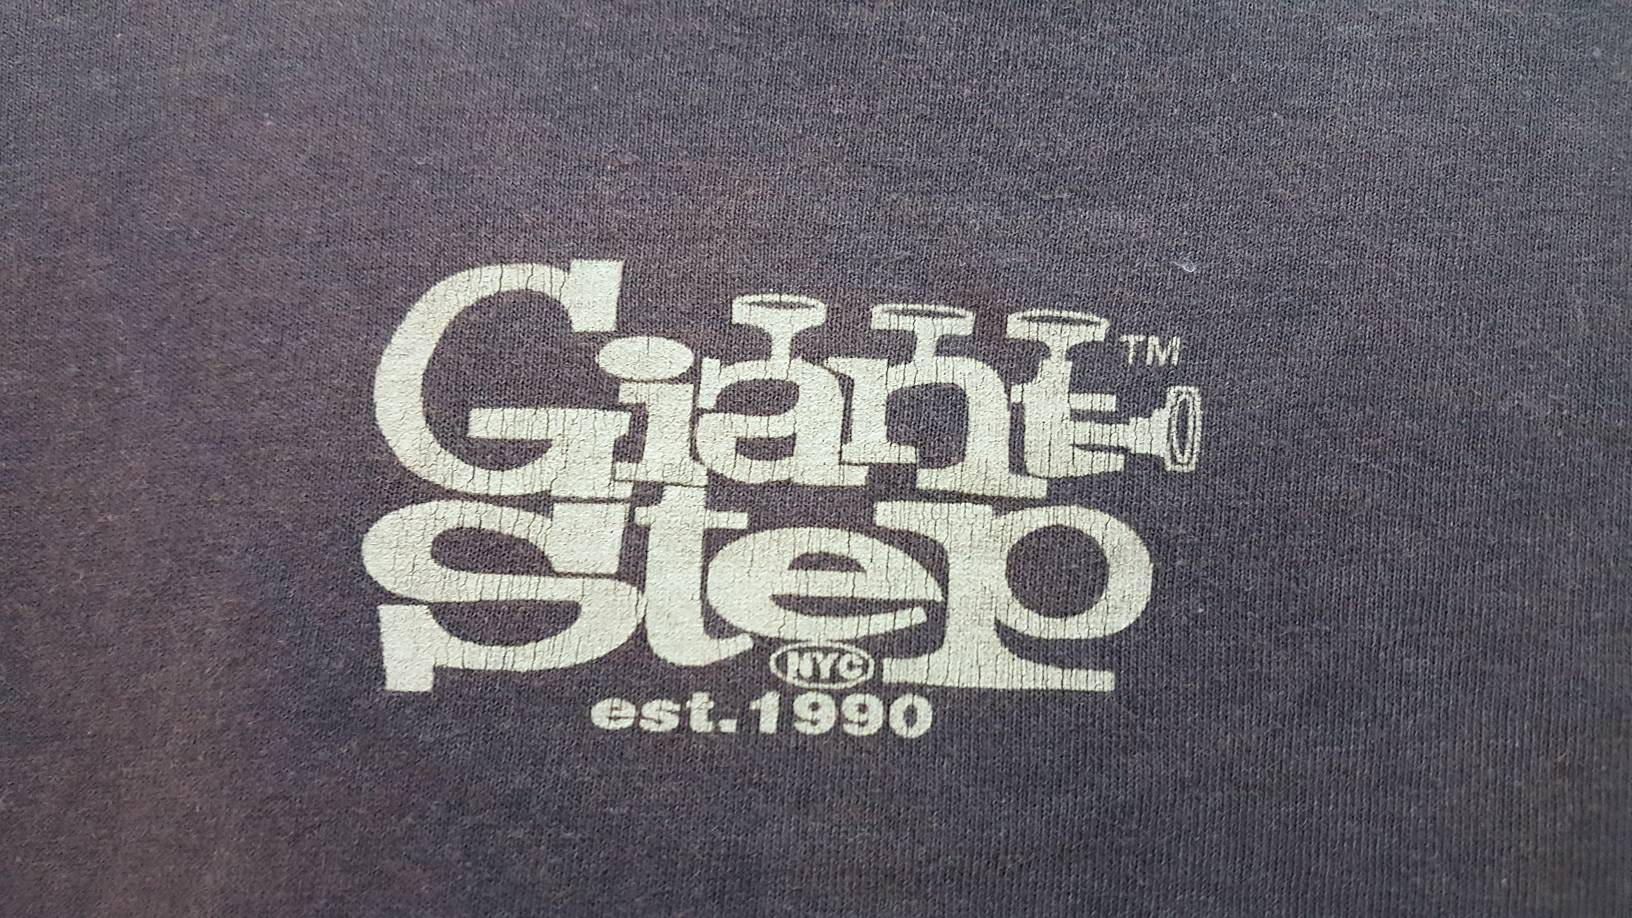 Giant™
Step
NYC
est.1990